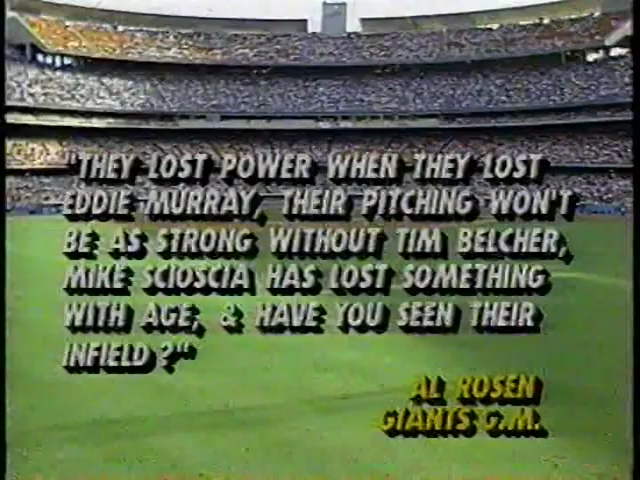 "THEY LOST POWER WHEN THEY LOST
EDDIE MURRAY, THEIR PITCHING WON'T
BE AS STRONG WITHOUT TIM BELCHER,
MIKE SCIOSCIA HAS LOST SOMETHING
WITH AGE, & HAVE YOU SEEN THEIR
INFIELD ?"
AL ROSEN
GIANTS G.M.